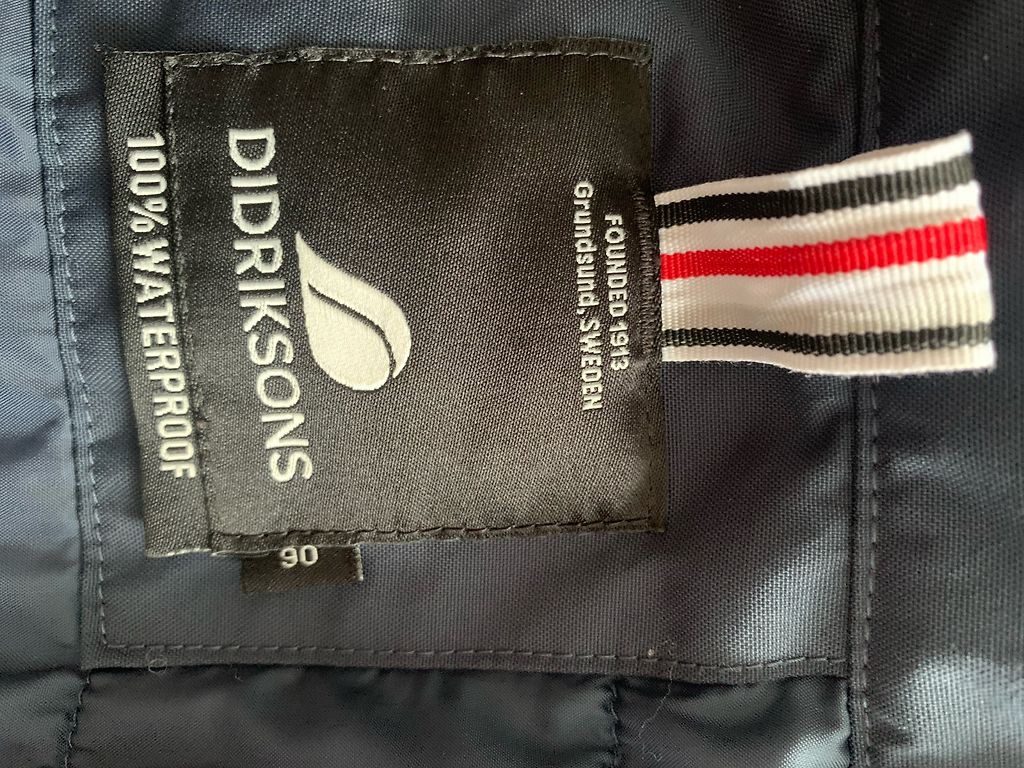 FOUNDED 1913
Grundsund, SWEDEN
DIDRIKSONS
100% WATERPROOF
90